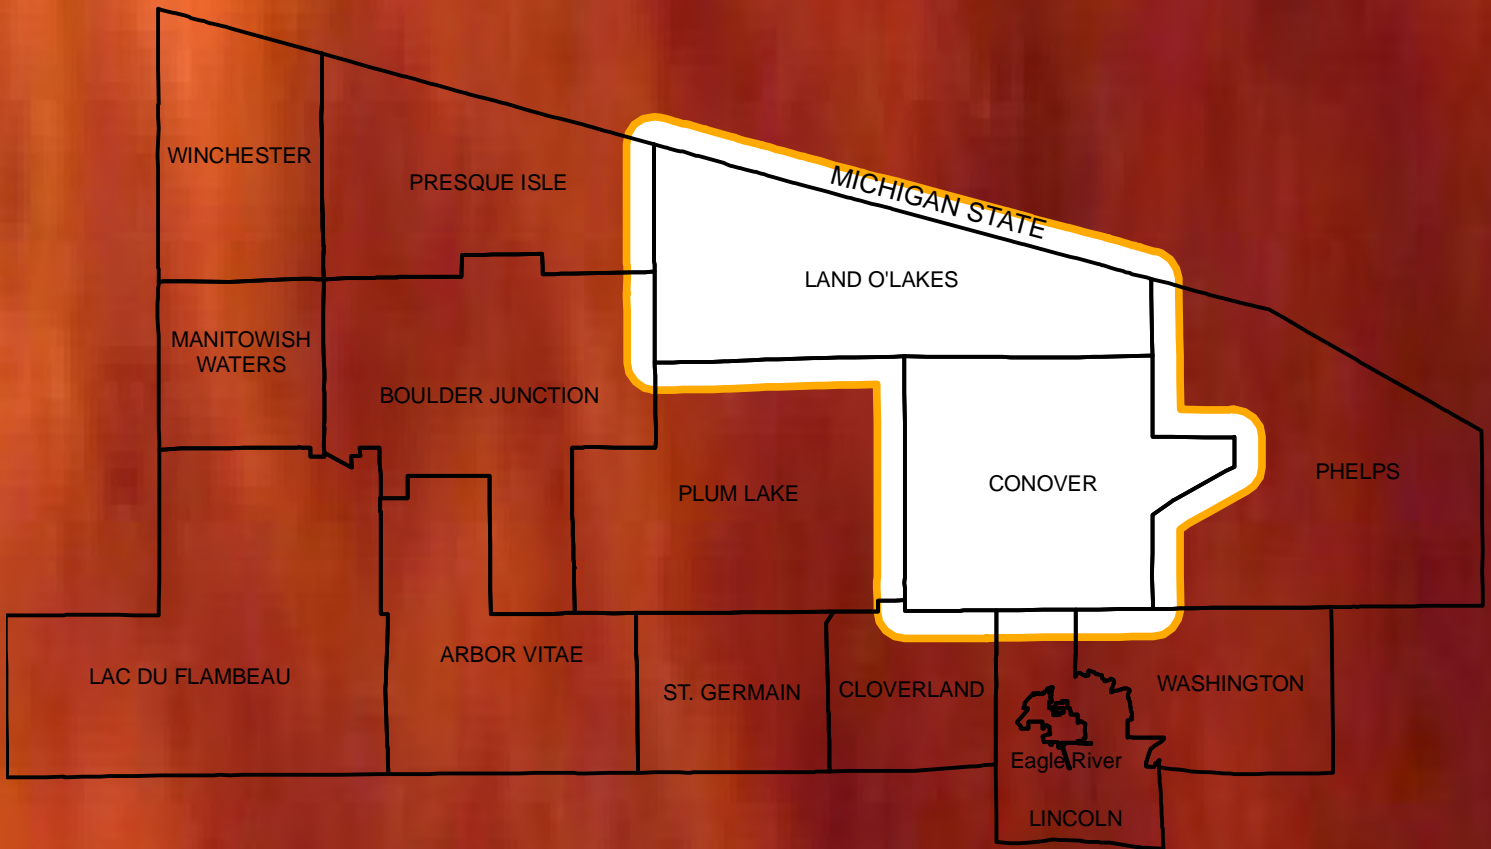 WINCHESTER
PRESQUE ISLE
MICHIGAN STATE
LAND O'LAKES
MANITOWISH
WATERS
BOULDER JUNCTION
PLUM LAKE
CONOVER
PHELPS
LAC DU FLAMBEAU
ARBOR VITAE
ST. GERMAIN
CLOVERLAND
WASHINGTON
Eagle River
LINCOLN